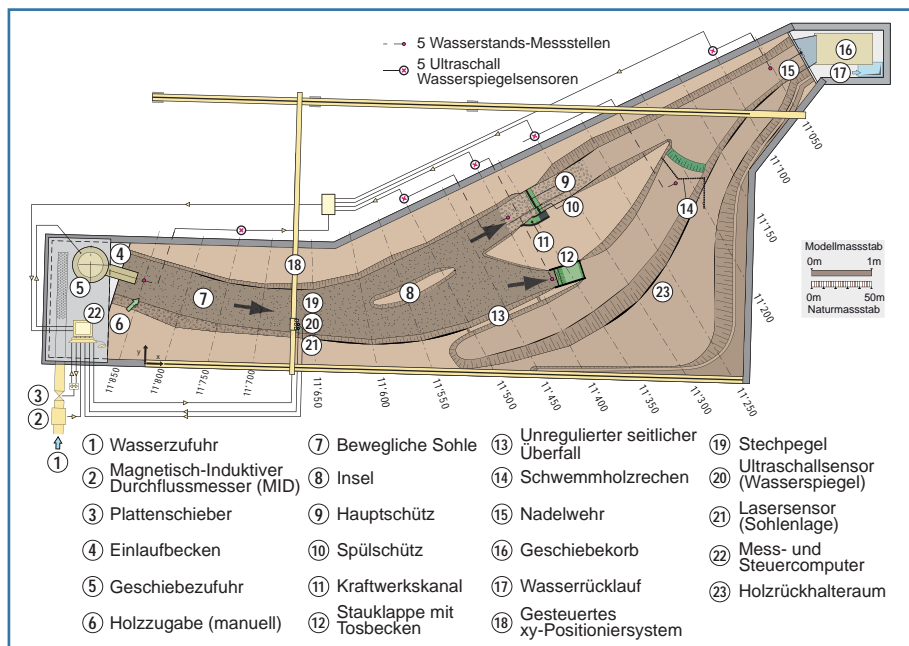 5 Wasserstands-Messstellen
5 Ultraschall
Wasserspiegelsensoren
16
17
15
11'050
11'100
9
10
14
11'150
11
4
18
12
Modellmassstab
0m 1m
5
7
19
8
23
0m 50m
Naturmassstab
22
6
20
13
11'200
21
y
x
3
11'850
11'800
11'750
11'700
11'650
11'600
11'550
11'500
11'450
11'400
11'350
11'300
11'250
2
1
1 Wasserzufuhr
2 Magnetisch-Induktiver
Durchflussmesser (MID)
3 Plattenschieber
4 Einlaufbecken
5 Geschiebezufuhr
6 Holzzugabe (manuell)
7 Bewegliche Sohle
8 Insel
9 Hauptschütz
10 Spülschütz
11 Kraftwerkskanal
12 Stauklappe mit
Tosbecken
13 Unregulierter seitlicher
Überfall
14 Schwemmholzrechen
15 Nadelwehr
16 Geschiebekorb
17 Wasserrücklauf
18 Gesteuertes
xy-Positioniersystem
19 Stechpegel
20 Ultraschallsensor
(Wasserspiegel)
21 Lasersensor
(Sohlenlage)
22 Mess- und
Steuercomputer
23 Holzrückhalteraum